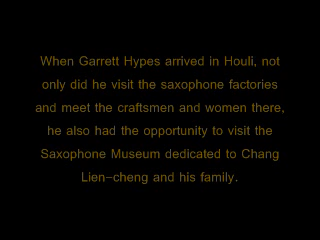 When Garrett Hypes arrived in Houli, not
only did he visit the saxophone factories
and meet the craftsmen and women there,
he also had the opportunity to visit the
Saxophone Museum dedicated to Chang
Lien-cheng and his family.